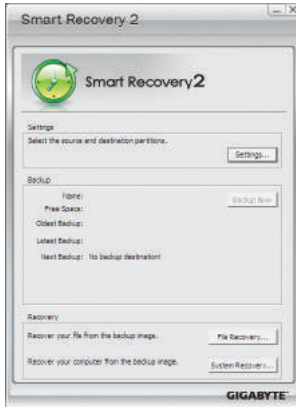 Smart Recovery 2
Smart Recovery2
Settings
Select the source and destination partitions.
Settings...
Backup
Name:
Backup Now
Free Space:
Oldest Backup:
Latest Backup:
Next Backup: No backup destination!
Recovery
Recover your file from the backup image.
File Recovery...
Recover your computer from the backup image.
System Recovery...
GIGABYTE